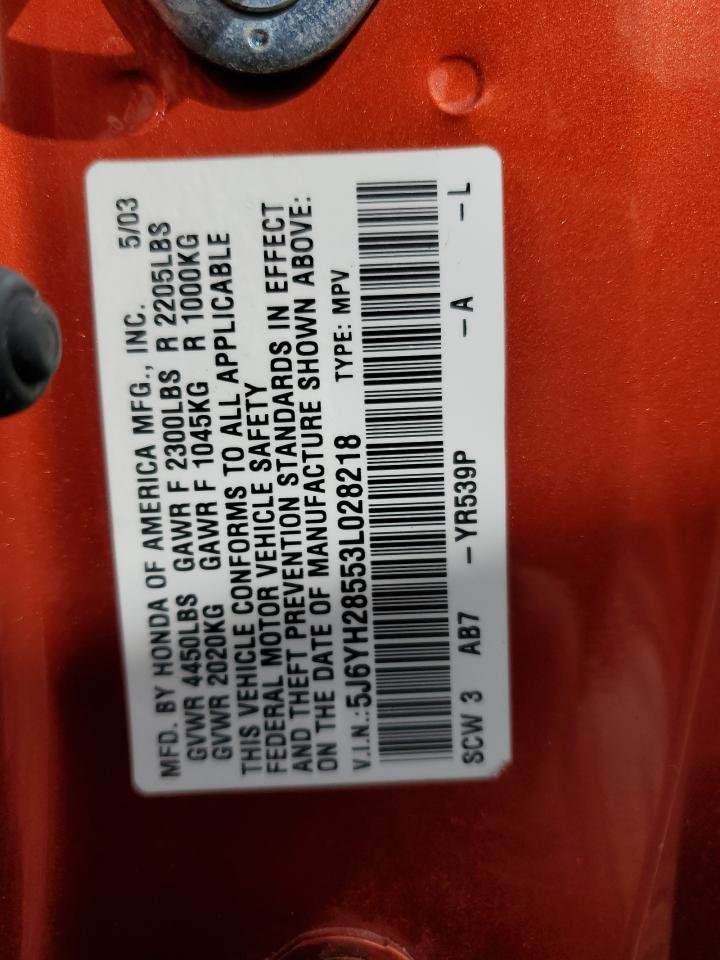 MFD. BY HONDA OF AMERICA MFG., INC. 5/03
GVWR 4450LBS GAWR F 2300LBS R 2205LBS
GVWR 2020KG GAWR F 1045KG R 1000KG
THIS VEHICLE CONFORMS TO ALL APPLICABLE
FEDERAL MOTOR VEHICLE SAFETY
AND THEFT PREVENTION STANDARDS IN EFFECT
ON THE DATE OF MANUFACTURE SHOWN ABOVE:
V.I.N.:5J6YH28553L028218 TYPE: MPV
SCW 3 AB7 -YR539P -A -L